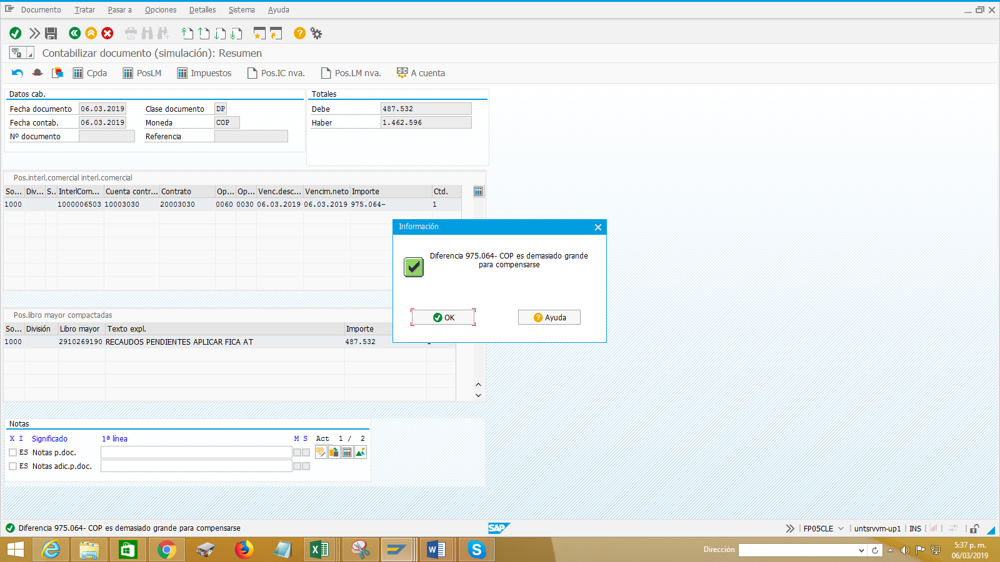 Documento Tratar Pasar a Opciones Detalles Sistema Ayuda
Contabilizar documento (simulación): Resumen
Cpda PosLM Impuestos Pos.IC nva. Pos.LM nva. A cuenta
Datos cab.
Fecha documento 06.03.2019 Clase documento DP
Fecha contab. 06.03.2019 Moneda COP
Nº documento Referencia
Totales
Debe 487.532
Haber 1.462.596
Pos.interl.comercial interl.comercial
So... Div... S.. InterlCom... Cuenta contr... Contrato Op... Op... Venc.desc... Vencim.neto Importe Ctd.
1000 1000006503 10003030 20003030 0060 0030 06.03.2019 06.03.2019 975.064- 1
Información
Diferencia 975.064- COP es demasiado grande
para compensarse
OK Ayuda
Pos.libro mayor compactadas
So... División Libro mayor Texto expl. Importe
1000 2910269190 RECAUDOS PENDIENTES APLICAR FICA AT 487.532
Notas
X I Significado 1ª línea M S Act 1 / 2
ES Notas p.doc.
ES Notas adic.p.doc.
Diferencia 975.064- COP es demasiado grande para compensarse
SAP
FP05CLE untsrvvm-up1 INS
Dirección
5:37 p. m.
06/03/2019